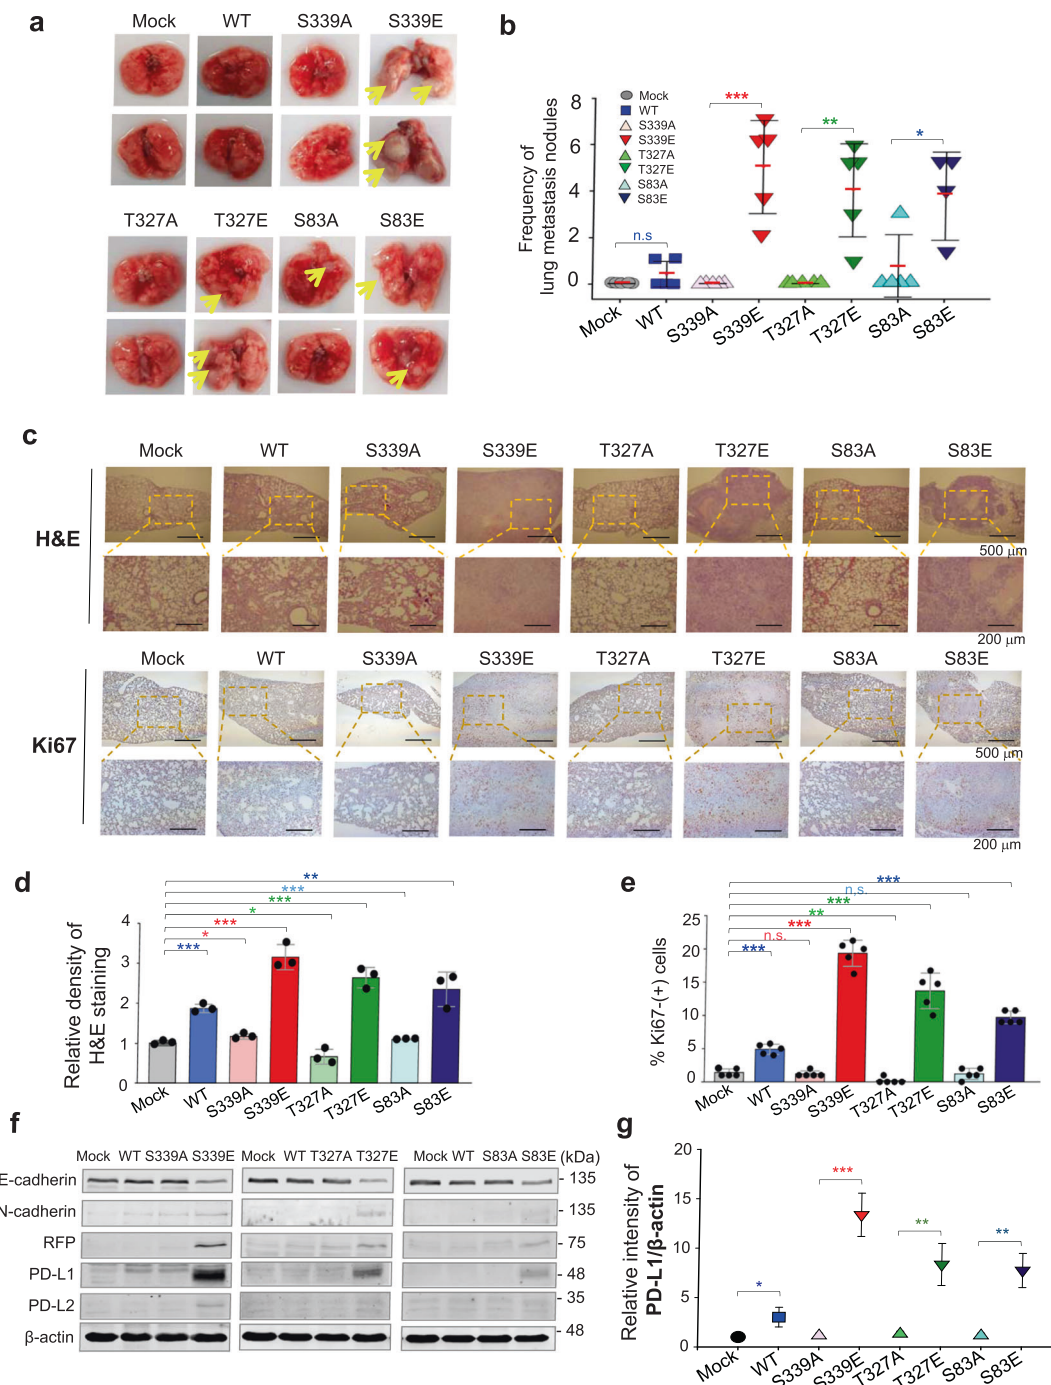 a
Mock WT S339A S339E
T327A T327E S83A S83E
b
Frequency of
lung metastasis nodules
8
6
4
2
0
Mock
WT
S339A
S339E
T327A
T327E
S83A
S83E
n.s
***
**
*
Mock WT S339A S339E T327A T327E S83A S83E
c
Mock WT S339A S339E T327A T327E S83A S83E
H&E
500 µm
200 µm
Mock WT S339A S339E T327A T327E S83A S83E
Ki67
500 µm
200 µm
d
Relative density of
H&E staining
4
3
2
1
0
**
***
***
*
***
*
***
Mock WT S339A S339E T327A T327E S83A S83E
e
% Ki67-(+) cells
25
20
15
10
5
0
***
n,s.
***
**
***
n.s.
***
Mock WT S339A S339E T327A T327E S83A S83E
f
Mock WT S339A S339E Mock WT T327A T327E Mock WT S83A S83E (kDa)
E-cadherin - 135
N-cadherin - 135
RFP - 75
PD-L1 - 48
PD-L2 - 35
β-actin - 48
g
Relative intensity of
PD-L1/β-actin
20
15
10
5
0
*
***
**
**
Mock WT S339A S339E T327A T327E S83A S83E